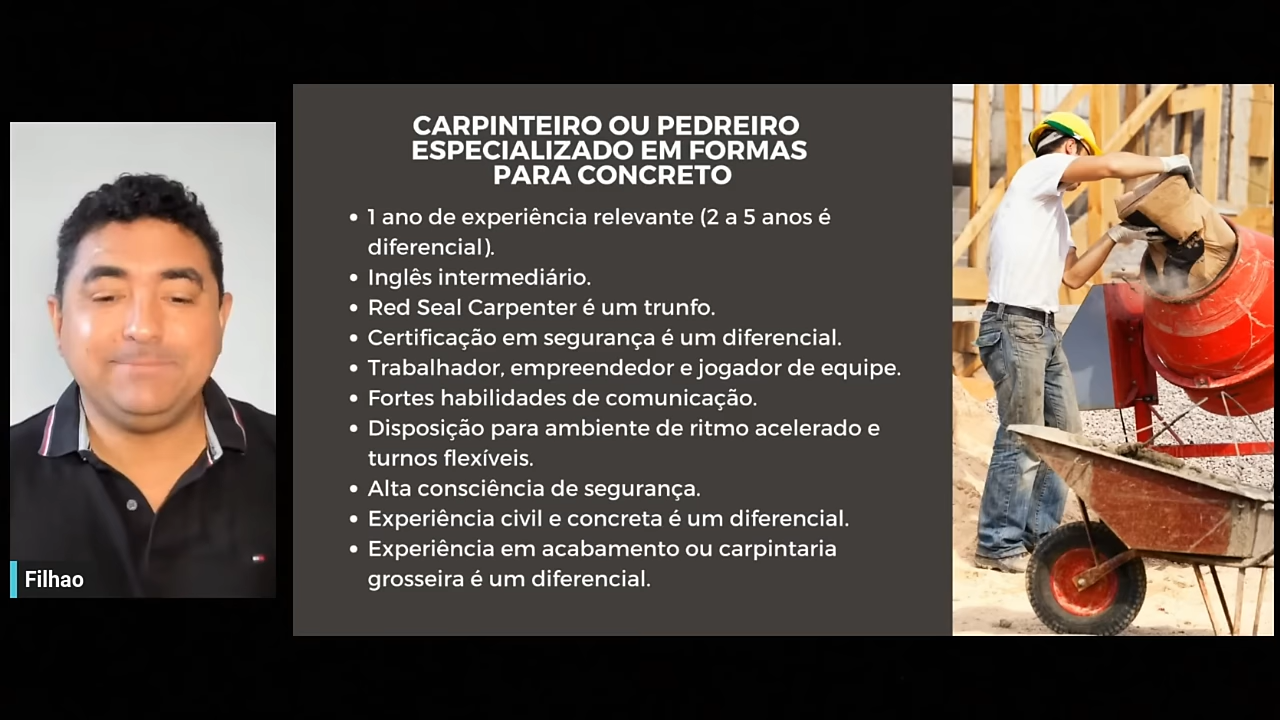 CARPINTEIRO OU PEDREIRO
ESPECIALIZADO EM FORMAS
PARA CONCRETO
• 1 ano de experiência relevante (2 a 5 anos é
diferencial).
• Inglês intermediário.
• Red Seal Carpenter é um trunfo.
• Certificação em segurança é um diferencial.
• Trabalhador, empreendedor e jogador de equipe.
• Fortes habilidades de comunicação.
• Disposição para ambiente de ritmo acelerado e
turnos flexíveis.
• Alta consciência de segurança.
• Experiência civil e concreta é um diferencial.
• Experiência em acabamento ou carpintaria
grosseira é um diferencial.
Filhao